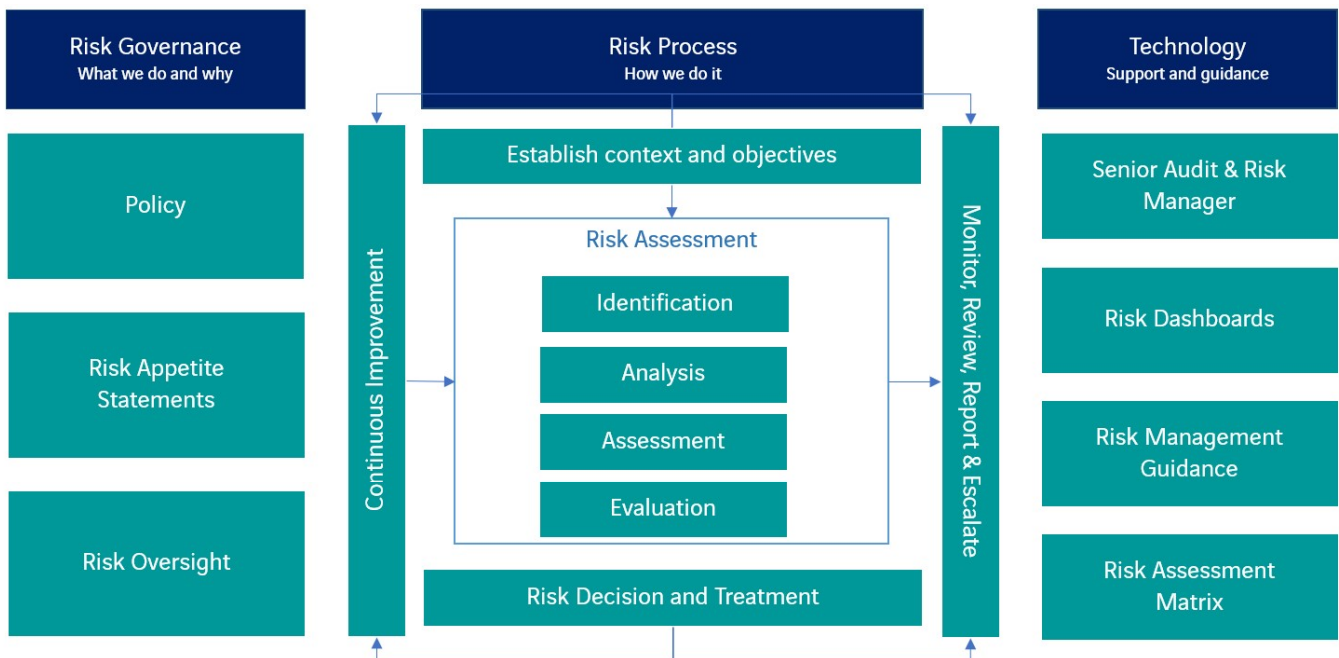 Risk Governance
What we do and why
Policy
Risk Appetite
Statements
Risk Oversight
Risk Process
How we do it
Continuous Improvement
Establish context and objectives
Risk Assessment
Identification
Analysis
Assessment
Evaluation
Risk Decision and Treatment
Monitor, Review, Report & Escalate
Technology
Support and guidance
Senior Audit & Risk
Manager
Risk Dashboards
Risk Management
Guidance
Risk Assessment
Matrix